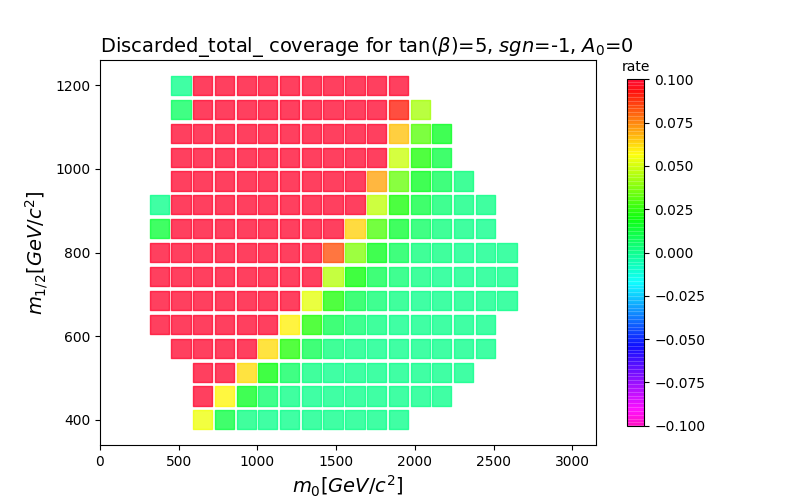 Discarded_total_ coverage for tan(β)=5, sgn=-1, A₀=0
rate
0.100
0.075
0.050
0.025
0.000
−0.025
−0.050
−0.075
−0.100
m₁/₂[GeV/c²]
1200
1000
800
600
400
0 500 1000 1500 2000 2500 3000
m₀[GeV/c²]